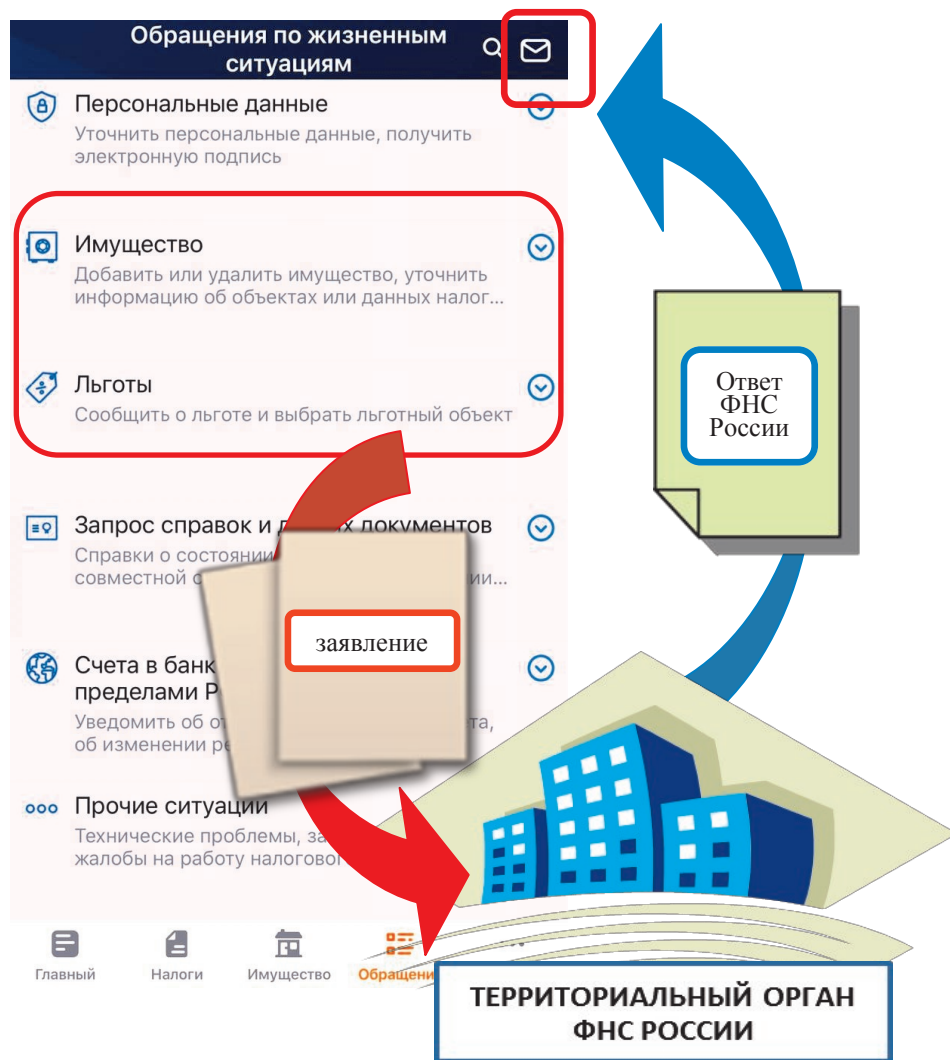 Обращения по жизненным
ситуациям
Персональные данные
Уточнить персональные данные, получить
электронную подпись
Имущество
Добавить или удалить имущество, уточнить
информацию об объектах или данных налог...
Льготы
Сообщить о льготе и выбрать льготный объект
Ответ
ФНС
России
Запрос справок и документов
Справки о
совместной
заявление
Счета в банк
пределами Р
Уведомить об
об изменении
Прочие ситуации
Технические
жалобы на работу
Главный
Налоги
Имущество
Обращени
ТЕРРИТОРИАЛЬНЫЙ ОРГАН
ФНС РОССИИ